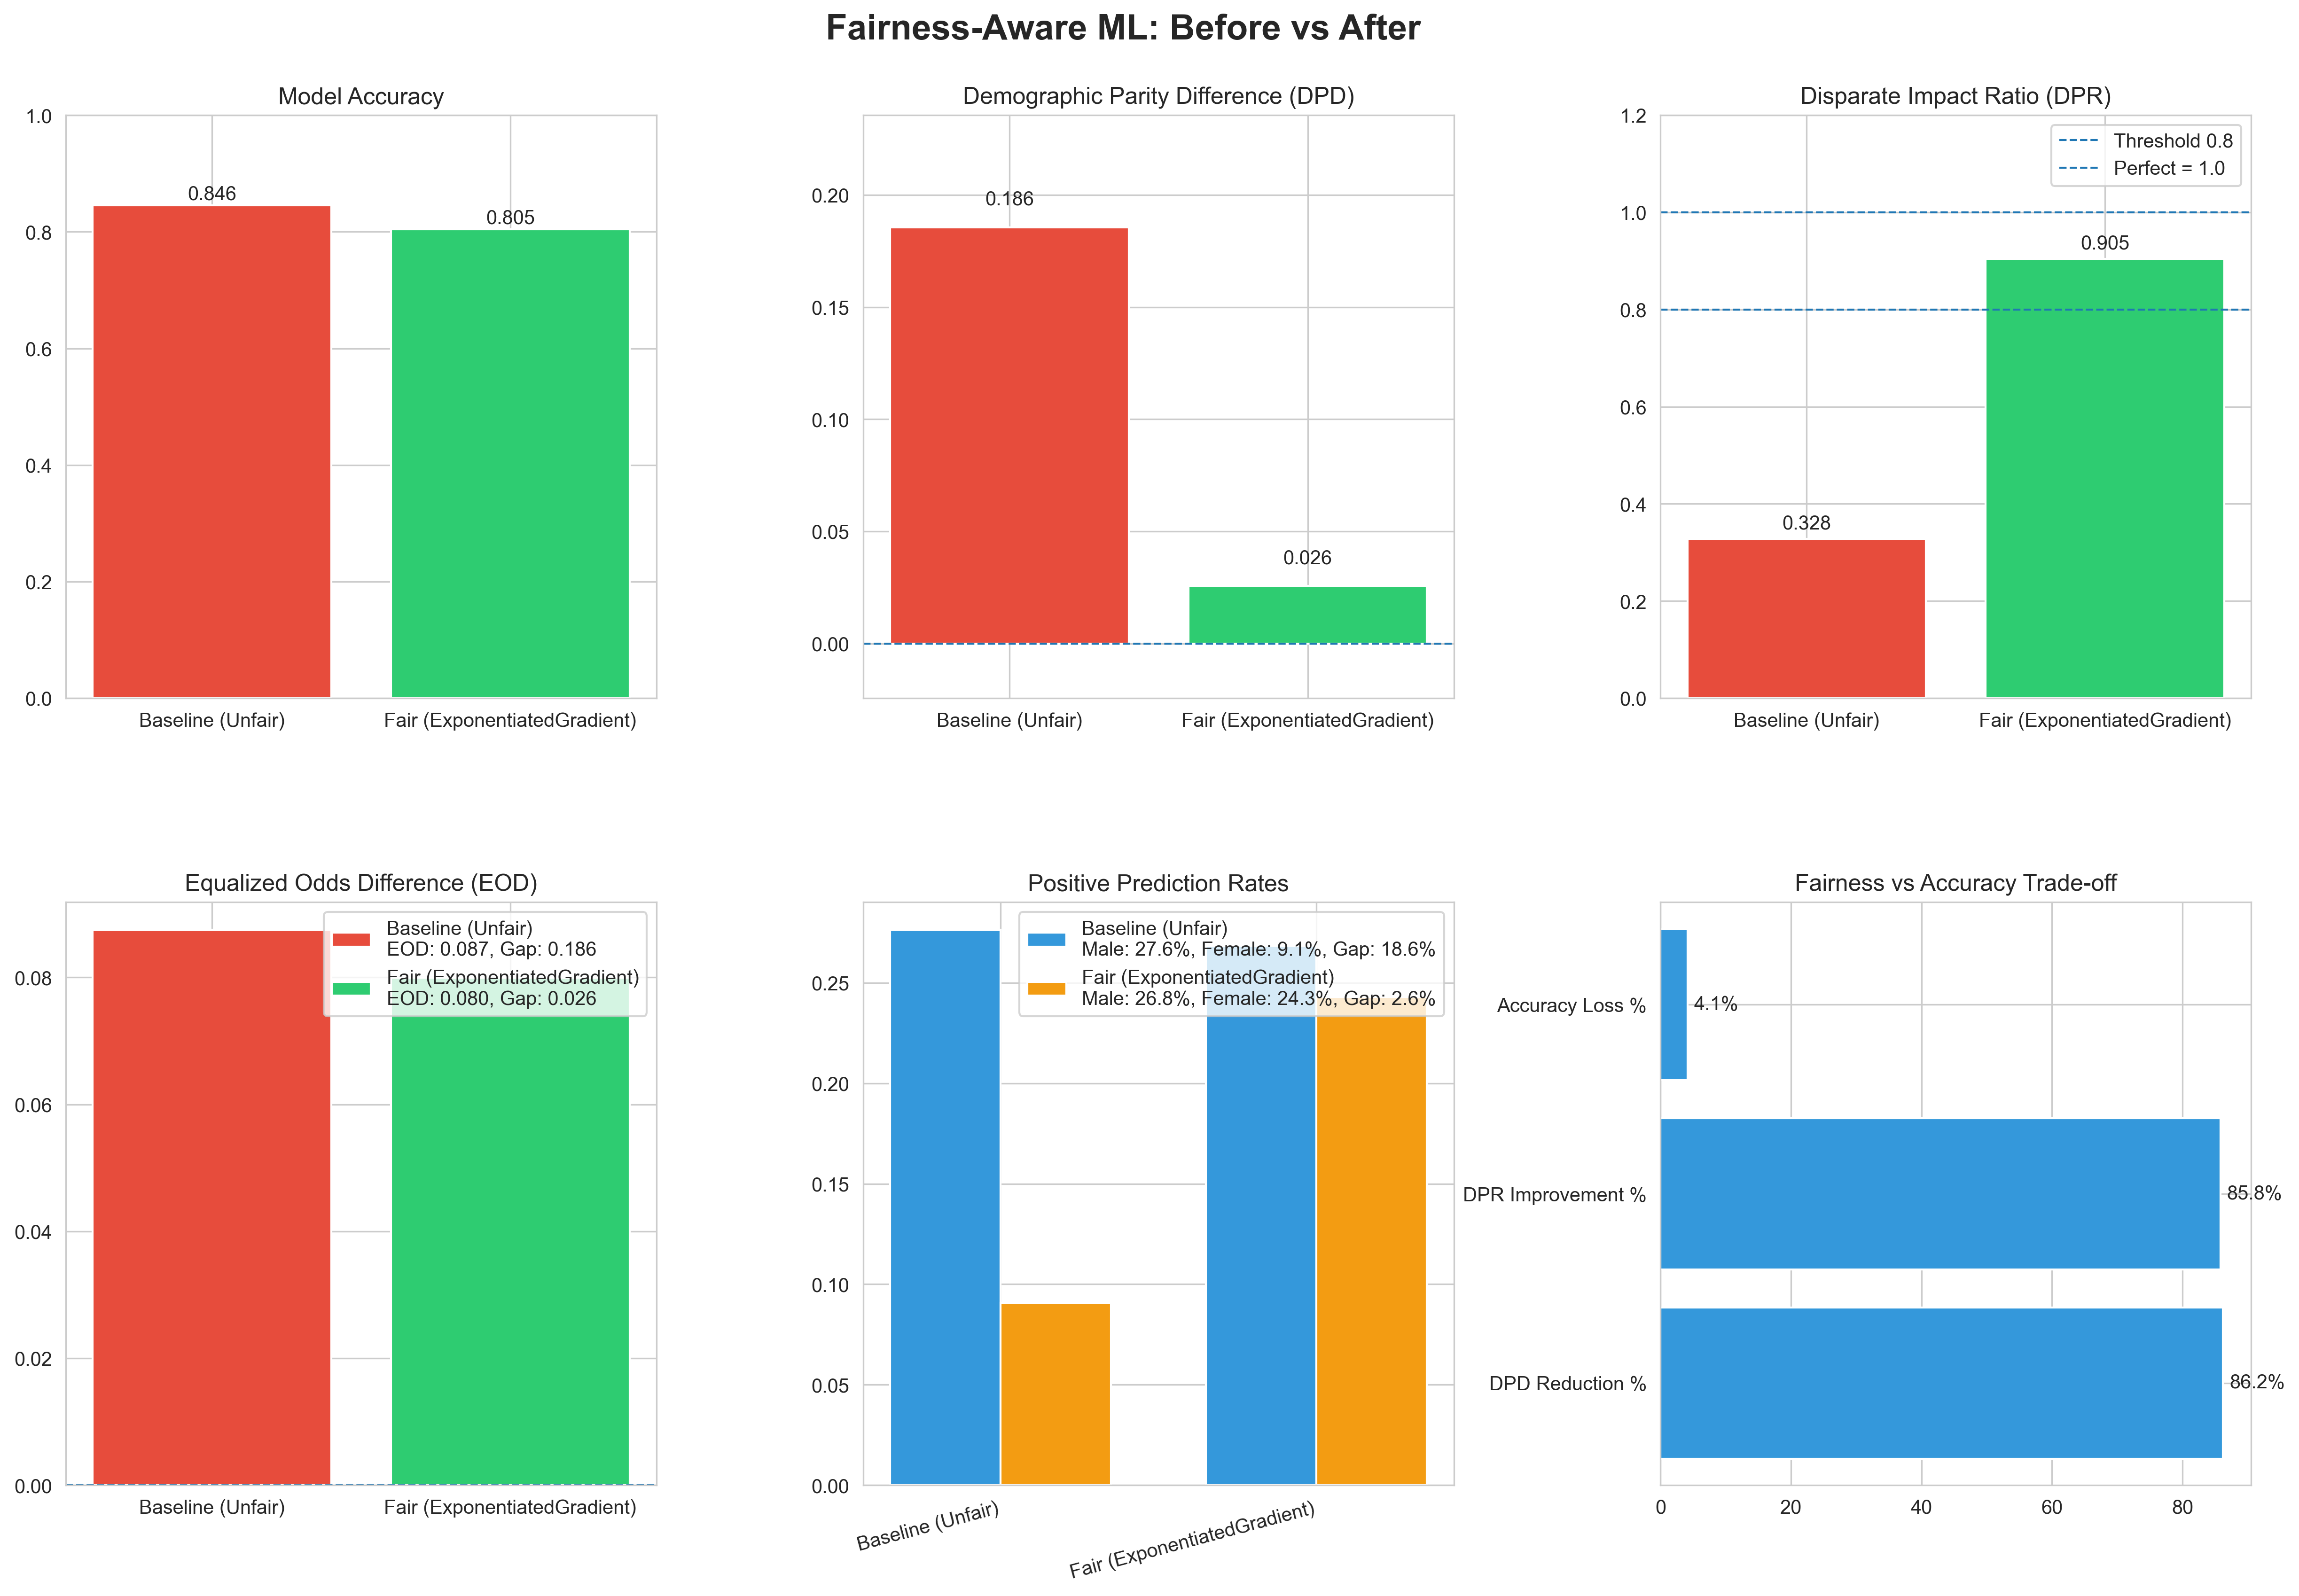 Fairness-Aware ML: Before vs After
Model Accuracy
1.0
0.8
0.6
0.4
0.2
0.0
0.846
0.805
Baseline (Unfair)
Fair (ExponentiatedGradient)
Demographic Parity Difference (DPD)
0.20
0.15
0.10
0.05
0.00
0.186
0.026
Baseline (Unfair)
Fair (ExponentiatedGradient)
Disparate Impact Ratio (DPR)
1.2
1.0
0.8
0.6
0.4
0.2
0.0
Threshold 0.8
Perfect = 1.0
0.328
0.905
Baseline (Unfair)
Fair (ExponentiatedGradient)
Equalized Odds Difference (EOD)
0.08
0.06
0.04
0.02
0.00
Baseline (Unfair)
EOD: 0.087, Gap: 0.186
Fair (ExponentiatedGradient)
EOD: 0.080, Gap: 0.026
Baseline (Unfair)
Fair (ExponentiatedGradient)
Positive Prediction Rates
0.25
0.20
0.15
0.10
0.05
0.00
Baseline (Unfair)
Male: 27.6%, Female: 9.1%, Gap: 18.6%
Fair (ExponentiatedGradient)
Male: 26.8%, Female: 24.3%, Gap: 2.6%
Baseline (Unfair)
Fair (ExponentiatedGradient)
Fairness vs Accuracy Trade-off
Accuracy Loss %
4.1%
DPR Improvement %
85.8%
DPD Reduction %
86.2%
0
20
40
60
80